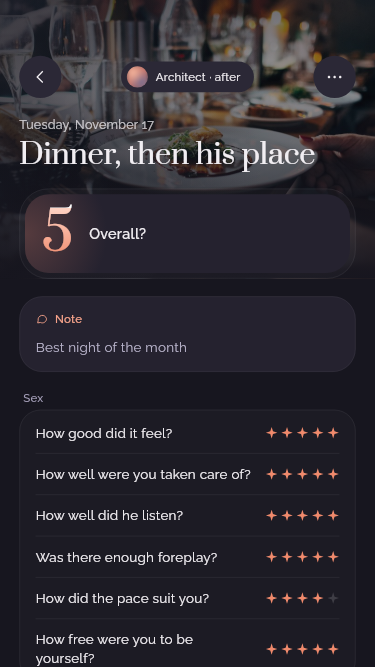 Architect · after
Tuesday, November 17
Dinner, then his place
5
Overall?
Note
Best night of the month
Sex
How good did it feel?
How well were you taken care of?
How well did he listen?
Was there enough foreplay?
How did the pace suit you?
How free were you to be
yourself?